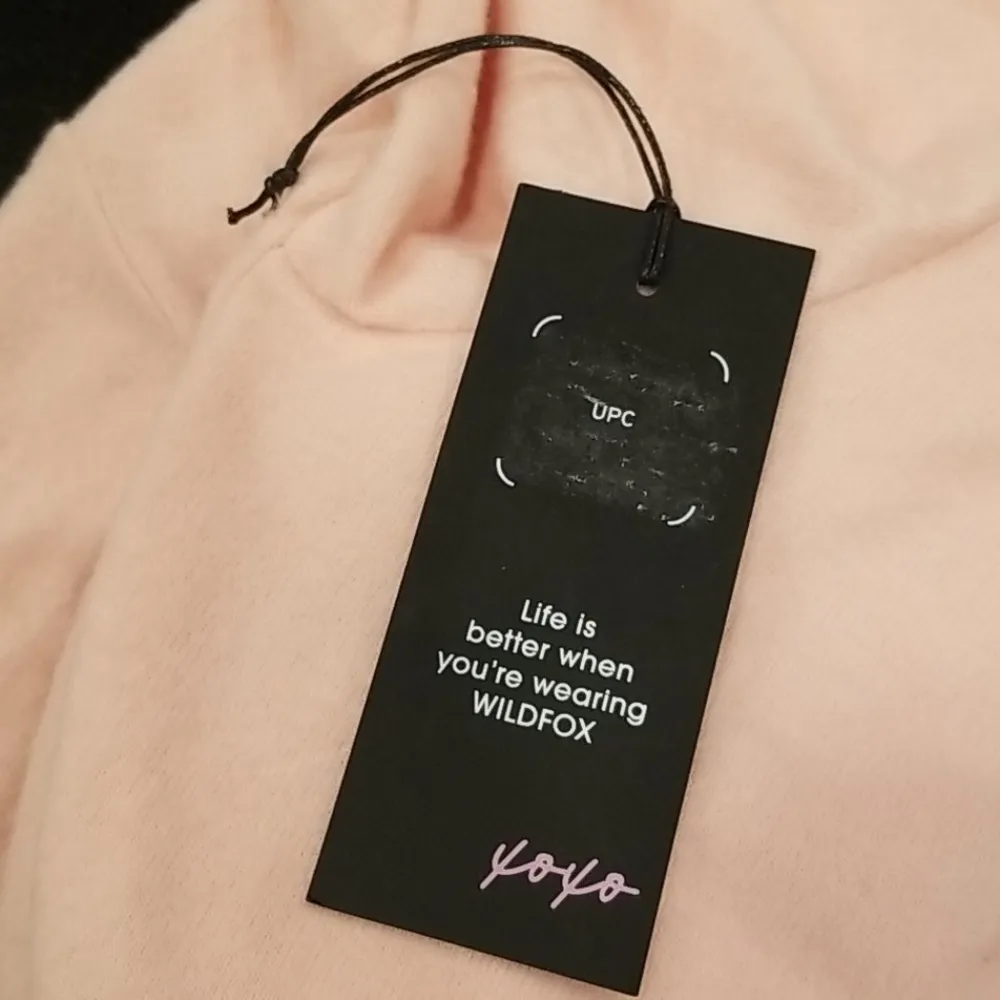 UPC
Life is
better when
you're wearing
WILDFOX
xoxo